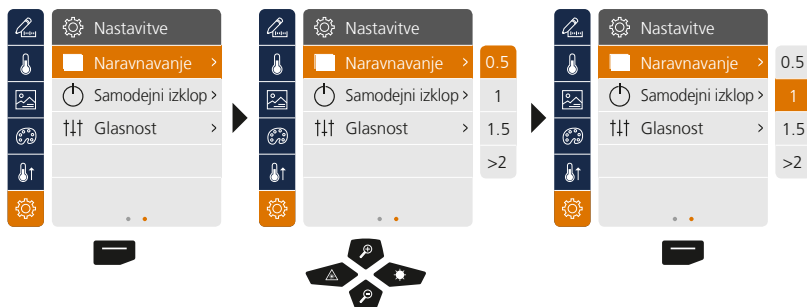 Nastavitve
Naravnavanje >
Samodejni izklop >
Glasnost >
Nastavitve
Naravnavanje >
Samodejni izklop >
Glasnost >
0.5
1
1.5
>2
Nastavitve
Naravnavanje >
Samodejni izklop >
Glasnost >
0.5
1
1.5
>2